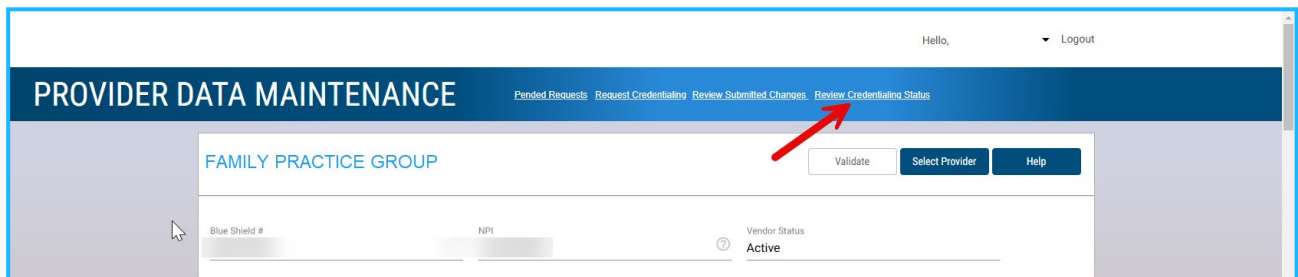 Hello, Logout
PROVIDER DATA MAINTENANCE Pended Requests Request Credentialing Review Submitted Changes Review Credentialing Status
FAMILY PRACTICE GROUP Validate Select Provider Help
Blue Shield # NPI Vendor Status
Active